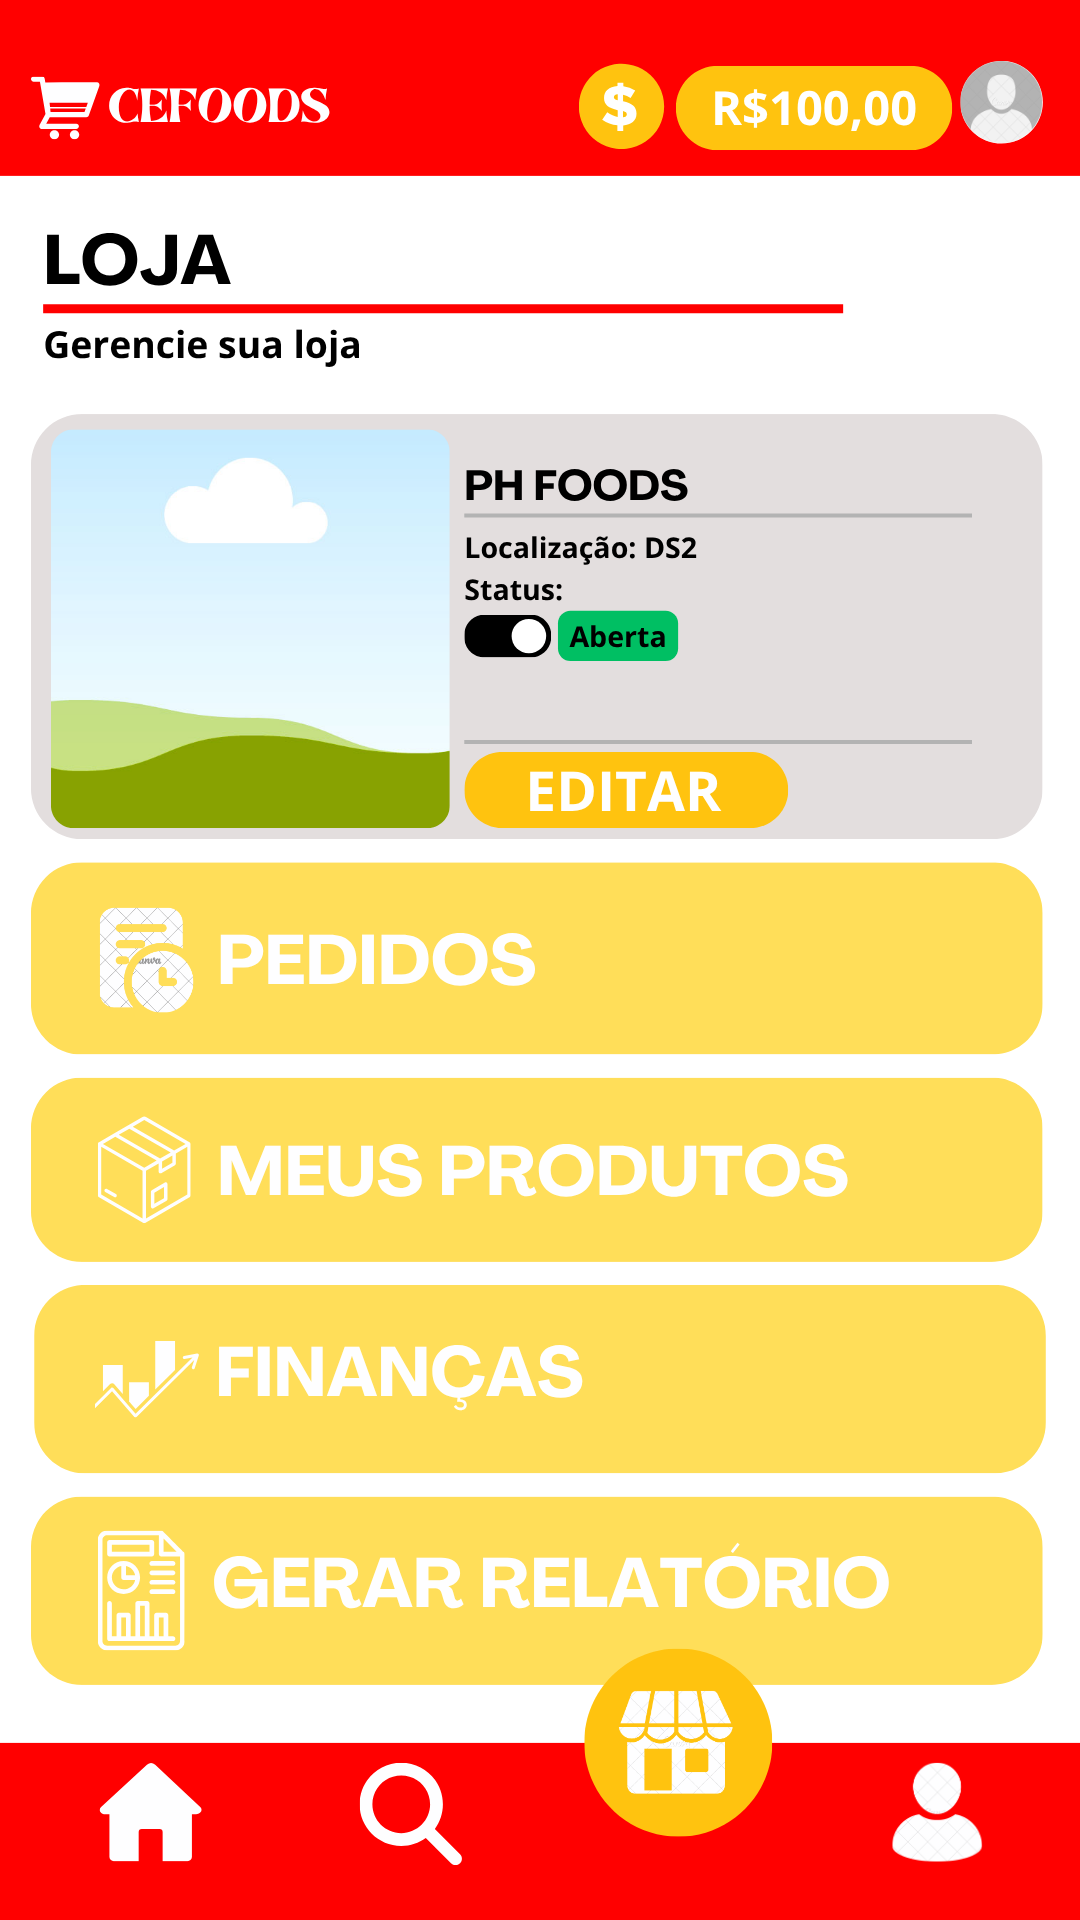 CEFOODS
$
R$100,00
LOJA
Gerencie sua loja
PH FOODS
Localização: DS2
Status:
Aberta
EDITAR
PEDIDOS
MEUS PRODUTOS
FINANÇAS
GERAR RELATÓRIO